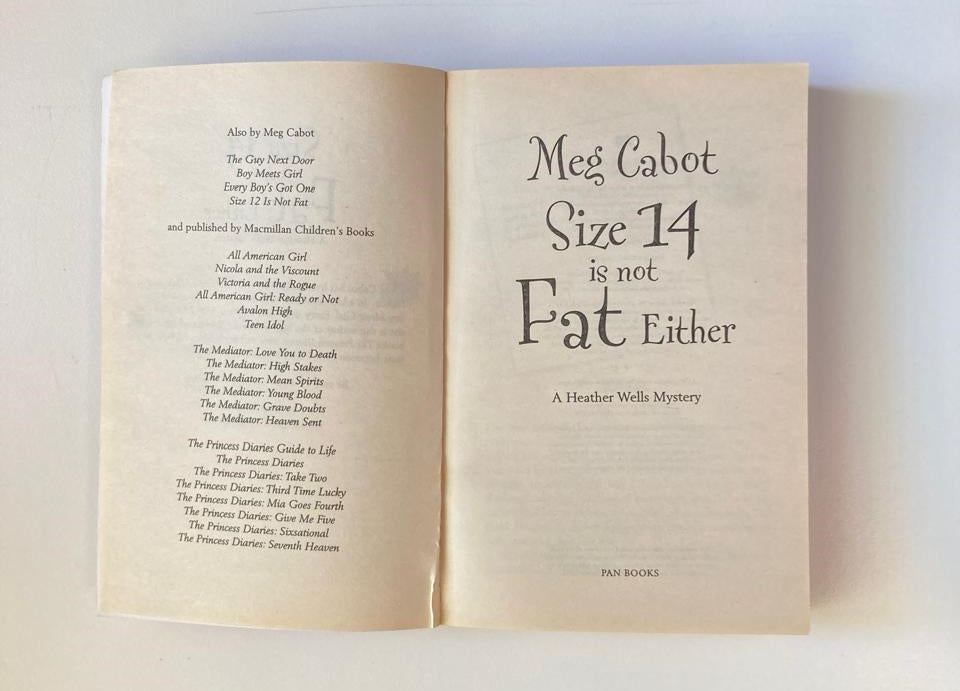 Also by Meg Cabot
The Guy Next Door
Boy Meets Girl
Every Boy's Got One
Size 12 Is Not Fat
and published by Macmillan Children's Books
All American Girl
Nicola and the Viscount
Victoria and the Rogue
All American Girl: Ready or Not
Avalon High
Teen Idol
The Mediator: Love You to Death
The Mediator: High Stakes
The Mediator: Mean Spirits
The Mediator: Young Blood
The Mediator: Grave Doubts
The Mediator: Heaven Sent
The Princess Diaries Guide to Life
The Princess Diaries
The Princess Diaries: Take Two
The Princess Diaries: Third Time Lucky
The Princess Diaries: Mia Goes Fourth
The Princess Diaries: Give Me Five
The Princess Diaries: Sixsational
The Princess Diaries: Seventh Heaven
Meg Cabot
Size 14
is not
Fat Either
A Heather Wells Mystery
PAN BOOKS